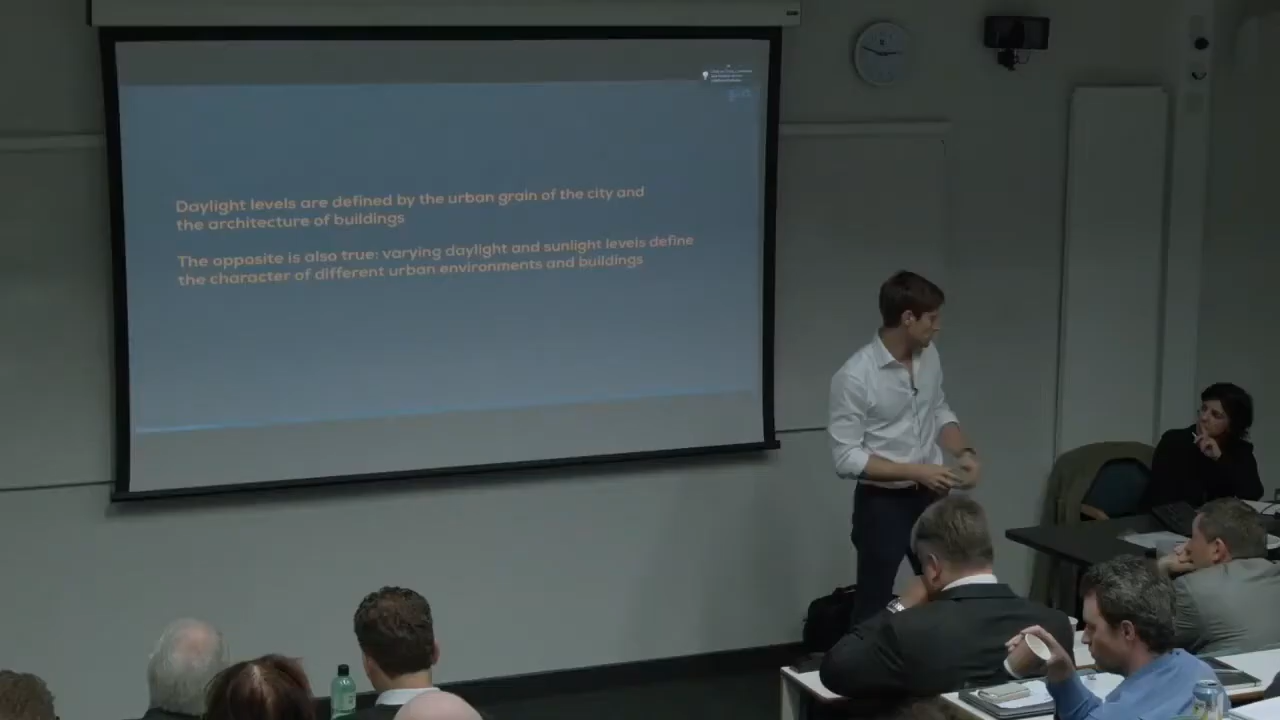 Daylight levels are defined by the urban grain of the city and
the architecture of buildings
The opposite is also true: varying daylight and sunlight levels define
the character of different urban environments and buildings